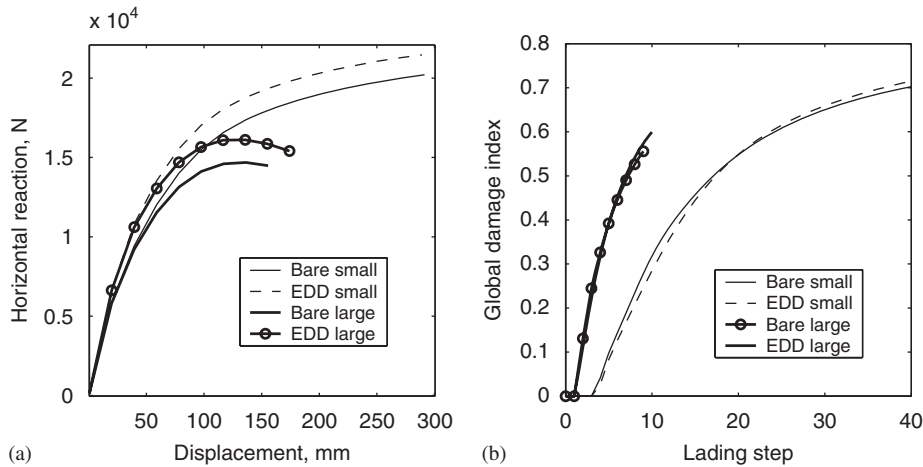 x 10⁴
2
1.5
1
0.5
0
50
100
150
200
250
300
Horizontal reaction, N
Displacement, mm
Bare small
EDD small
Bare large
EDD large
(a)
0.8
0.7
0.6
0.5
0.4
0.3
0.2
0.1
0
0
10
20
30
40
Global damage index
Lading step
Bare small
EDD small
Bare large
EDD large
(b)